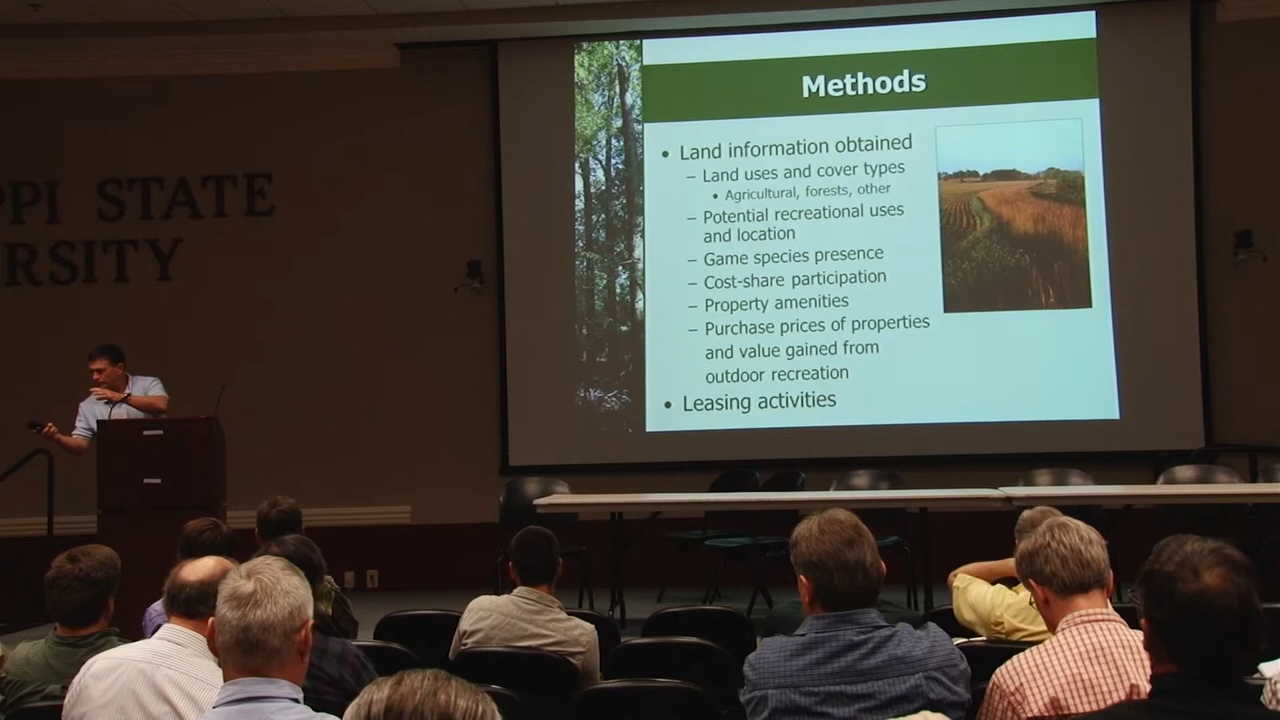 PPI STATE
RSITY
Methods
• Land information obtained
– Land uses and cover types
• Agricultural, forests, other
– Potential recreational uses
and location
– Game species presence
– Cost-share participation
– Property amenities
– Purchase prices of properties
and value gained from
outdoor recreation
• Leasing activities